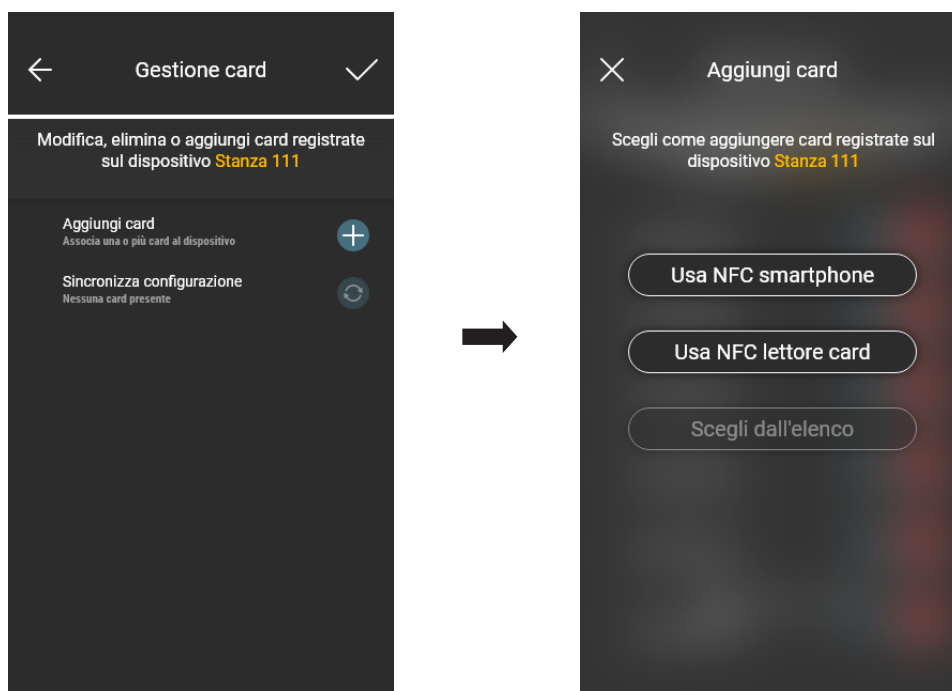 Gestione card
Modifica, elimina o aggiungi card registrate
sul dispositivo Stanza 111
Aggiungi card
Associa una o più card al dispositivo
Sincronizza configurazione
Nessuna card presente
Aggiungi card
Scegli come aggiungere card registrate sul
dispositivo Stanza 111
Usa NFC smartphone
Usa NFC lettore card
Scegli dall'elenco